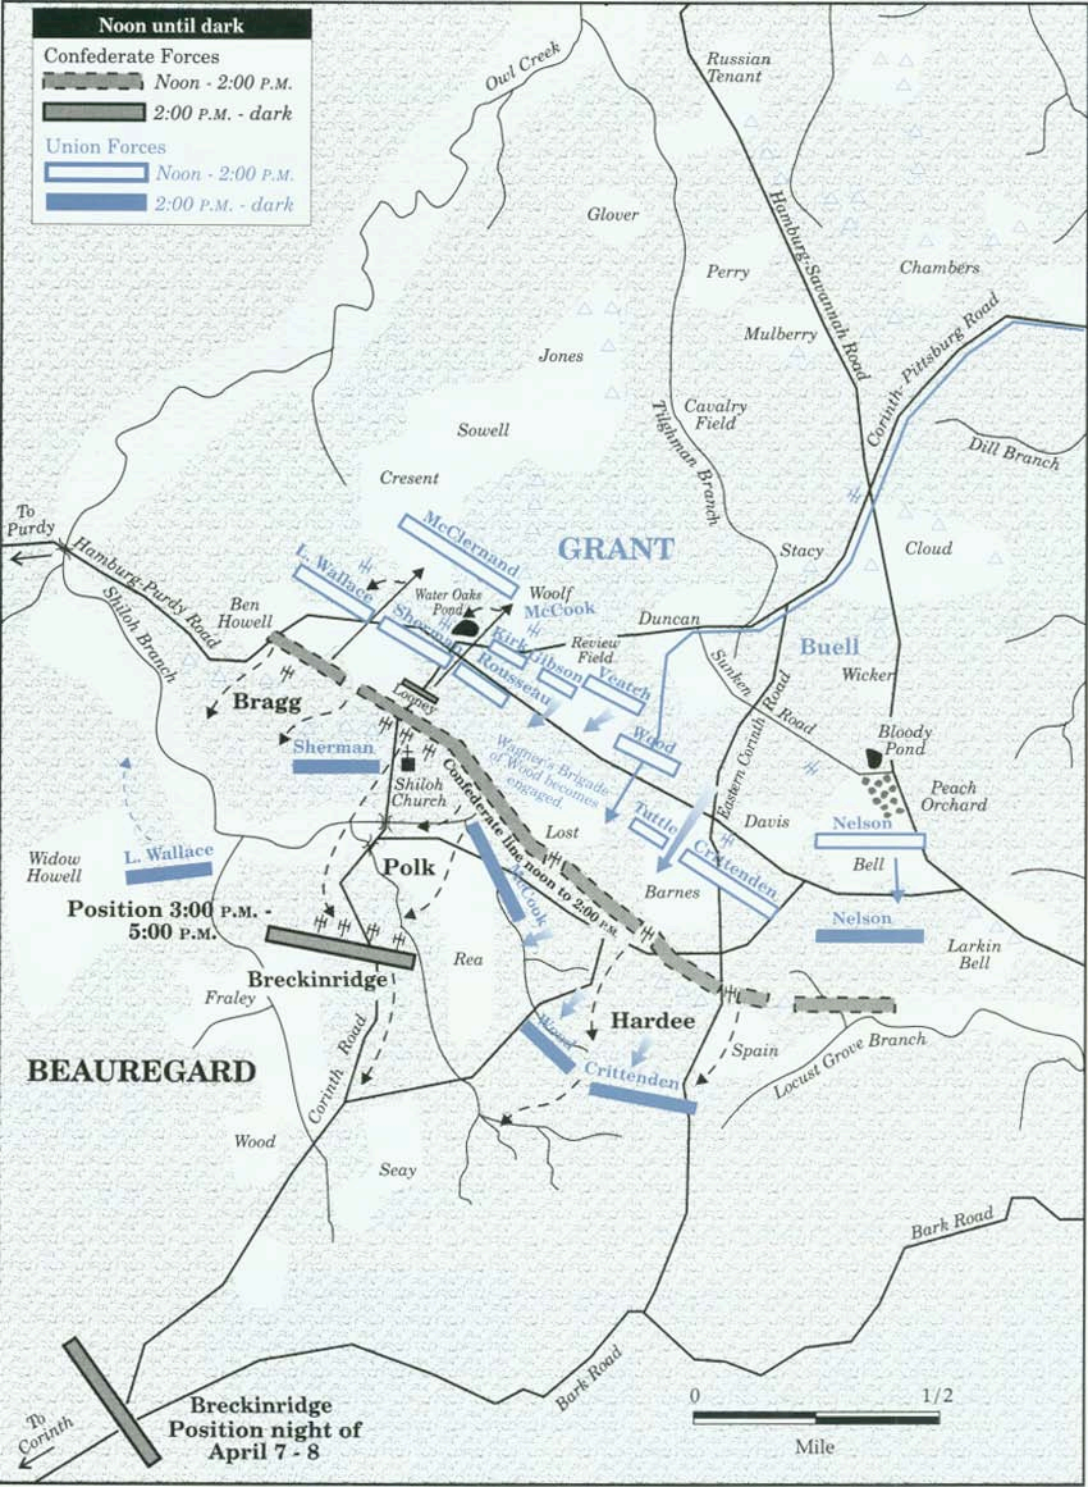 Noon until dark
Confederate Forces
Noon - 2:00 P.M.
2:00 P.M. - dark
Union Forces
Noon - 2:00 P.M.
2:00 P.M. - dark
Owl Creek
Russian
Tenant
Glover
Hamburg-Savannah Road
Perry
Chambers
Mulberry
Corinth-Pittsburg Road
Jones
Cavalry
Field
Tilghman Branch
Sowell
Dill Branch
Cresent
To
Purdy
McClernand
GRANT
Stacy
Cloud
Hamburg-Purdy Road
Shiloh Branch
Ben
Howell
L. Wallace
Water Oaks
Pond
Woolf
McCook
Sherman
Kirk
Gibson
Review
Field
Duncan
Buell
Rousseau
Veatch
Sunken
Road
Wicker
Looney
Bragg
Wood
Eastern Corinth Road
Bloody
Pond
Sherman
Wagner's Brigade
of Wood becomes
engaged
Shiloh
Church
Peach
Orchard
Confederate line noon to 2:00 P.M.
Lost
Tuttle
Davis
Nelson
Widow
Howell
L. Wallace
Polk
McCook
Crittenden
Bell
Barnes
Position 3:00 P.M. -
5:00 P.M.
Nelson
Rea
Larkin
Bell
Breckinridge
Fraley
Hardee
Wood
Spain
Locust Grove Branch
BEAUREGARD
Corinth Road
Crittenden
Wood
Seay
Bark Road
Bark Road
Breckinridge
Position night of
April 7 - 8
To
Corinth
0 1/2
Mile